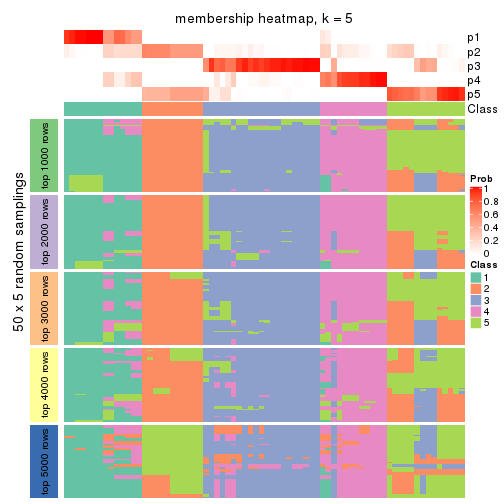 membership heatmap, k = 5
p1
p2
p3
p4
p5
Class
50 x 5 random samplings
top 1000 rows
top 2000 rows
top 3000 rows
top 4000 rows
top 5000 rows
Prob
1
0.8
0.6
0.4
0.2
0
Class
1
2
3
4
5